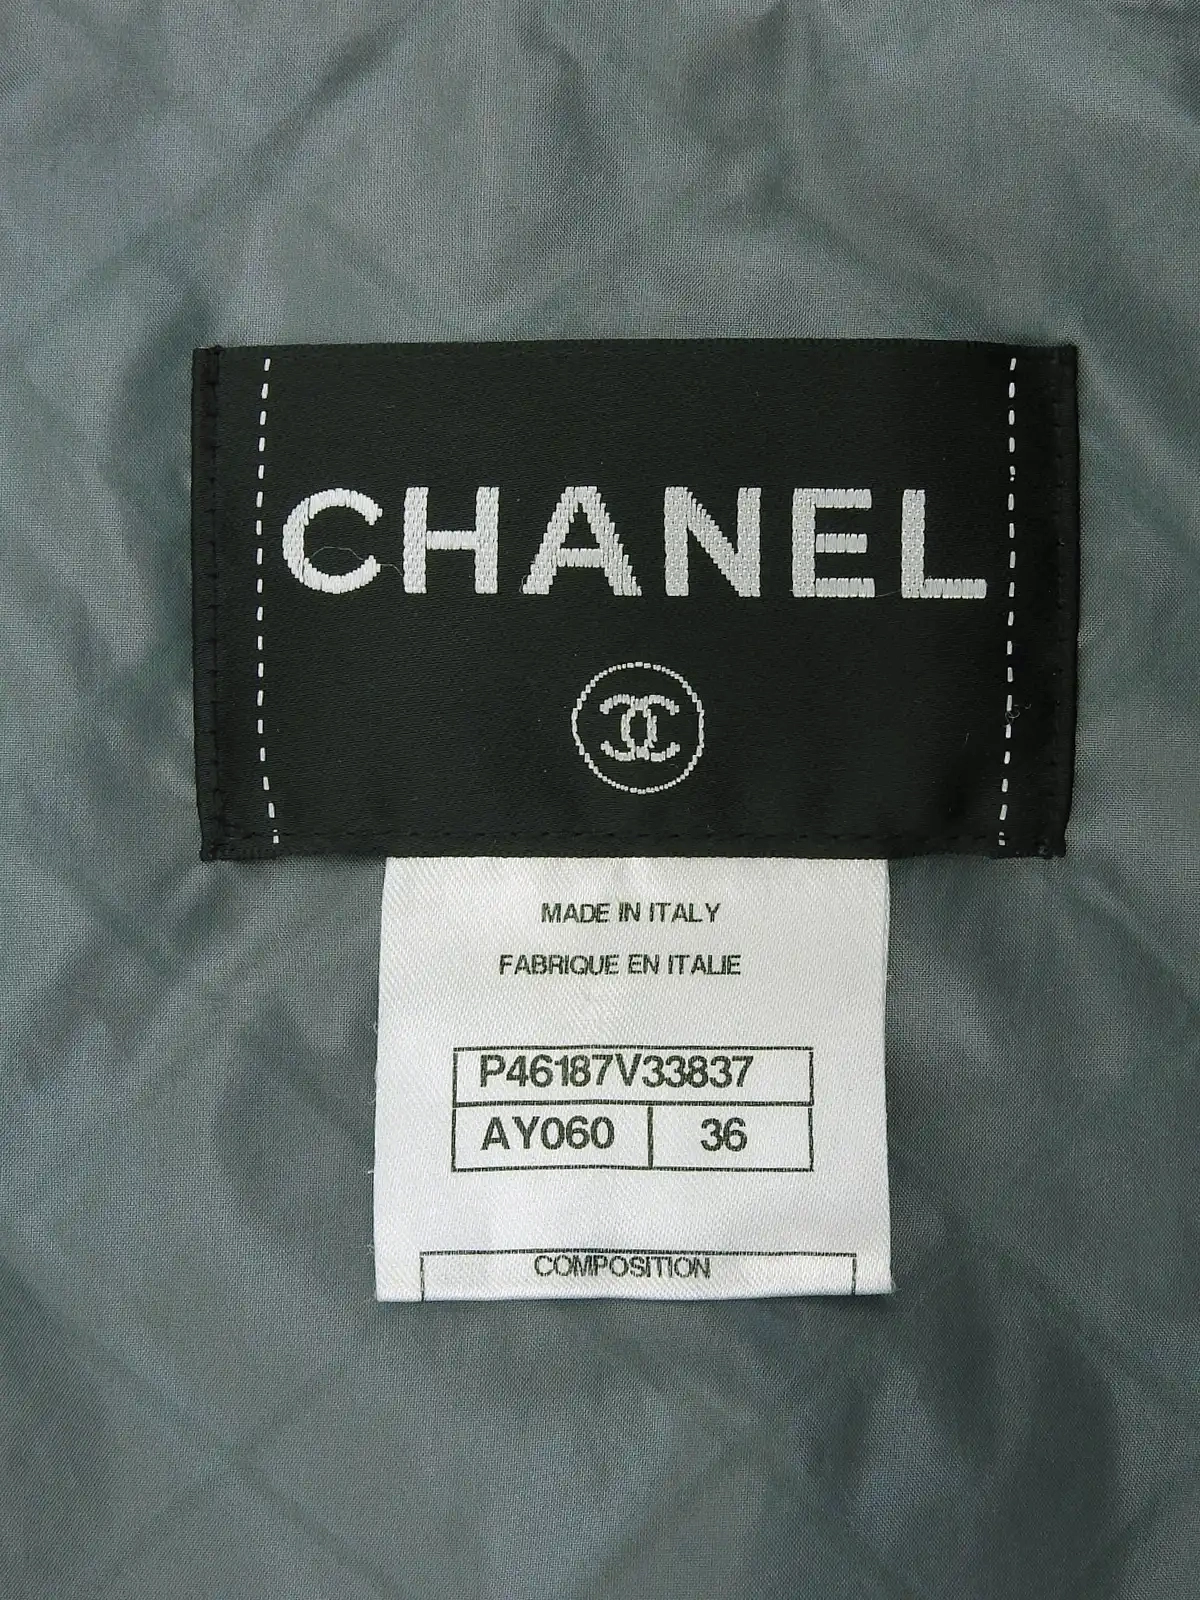 CHANEL
MADE IN ITALY
FABRIQUE EN ITALIE
P46187V33837
AY060 36
COMPOSITION